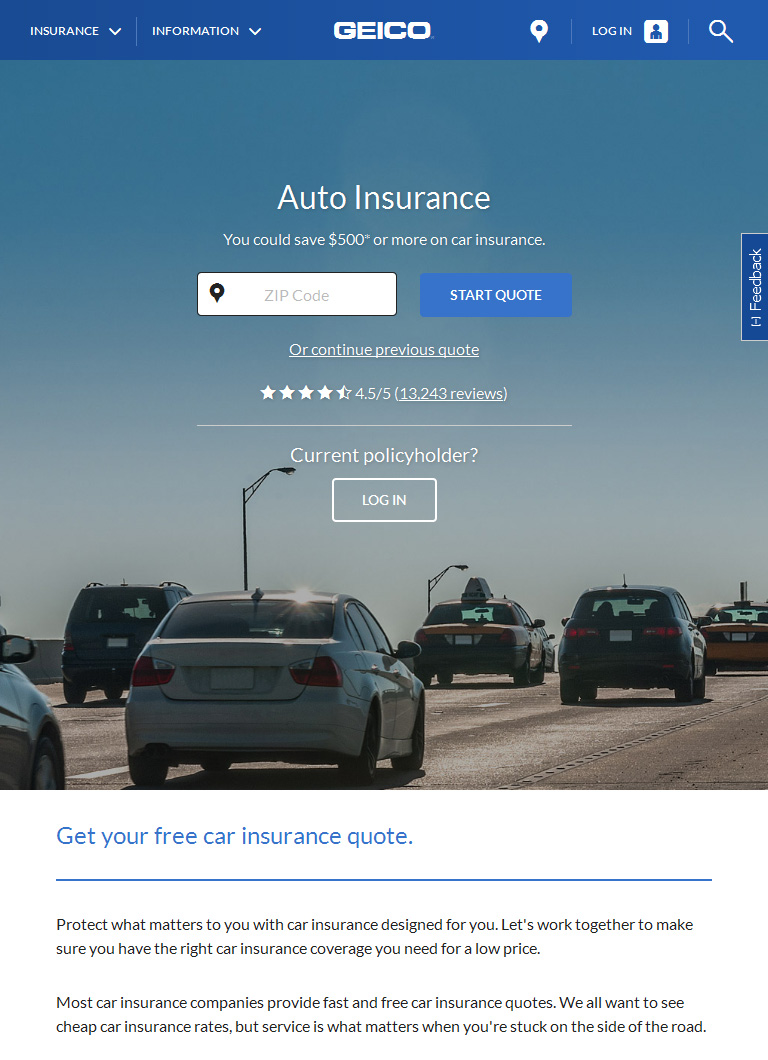 INSURANCE
INFORMATION
GEICO
LOG IN
Auto Insurance
You could save $500* or more on car insurance.
ZIP Code
START QUOTE
[-] Feedback
Or continue previous quote
4.5/5 (13,243 reviews)
Current policyholder?
LOG IN
Get your free car insurance quote.
Protect what matters to you with car insurance designed for you. Let's work together to make
sure you have the right car insurance coverage you need for a low price.
Most car insurance companies provide fast and free car insurance quotes. We all want to see
cheap car insurance rates, but service is what matters when you're stuck on the side of the road.